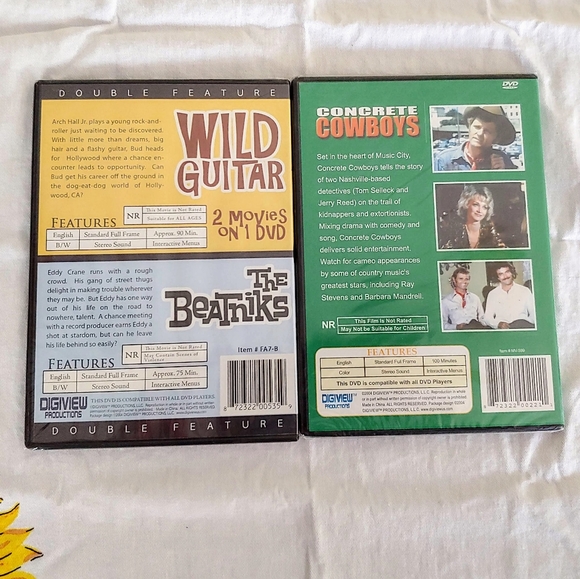 DOUBLE FEATURE
Arch Hall Jr. plays a young rock-and-
roller just waiting to be discovered.
With little more than dreams, big
hair and a flashy guitar, Bud heads
for Hollywood where a chance en-
counter leads to opportunity. Can
Bud get his career off the ground in
the dog-eat-dog world of Holly-
wood, CA?
WILD
GUITAR
2 MOVIES
ON 1 DVD
FEATURES
NR
This Movie is Not Rated
Suitable for ALL AGES
English Standard Full Frame Approx. 90 Min.
B/W Stereo Sound Interactive Menus
Eddy Crane runs with a rough
crowd. His gang of street thugs
delight in making trouble wherever
they may be. But Eddy has one way
out of his life on the road to
nowhere, talent. A chance meeting
with a record producer earns Eddy a
shot at stardom, but can he leave
his life behind so easily?
THE
BEATNIKS
FEATURES
NR
This Movie is Not Rated
May Contain Scenes of
Violence
Item # FA7-B
English Standard Full Frame Approx. 75 Min.
B/W Stereo Sound Interactive Menus
8 72322 00535 9
DIGIVIEW
PRODUCTIONS
THIS DVD IS COMPATIBLE WITH ALL DVD PLAYERS
DOUBLE FEATURE
DVD
CONCRETE
COWBOYS
Set in the heart of Music City,
Concrete Cowboys tells the story
of two Nashville-based
detectives (Tom Selleck and
Jerry Reed) on the trail of
kidnappers and extortionists.
Mixing drama with comedy and
song, Concrete Cowboys
delivers solid entertainment.
Watch for cameo appearances
by some of country music's
greatest stars, including Ray
Stevens and Barbara Mandrell.
NR
This Film is Not Rated
May Not be Suitable for Children
FEATURES
English Standard Full Frame 100 Minutes
Color Stereo Sound Interactive Menus
This DVD is compatible with all DVD Players
DIGIVIEW
PRODUCTIONS
72322 00221